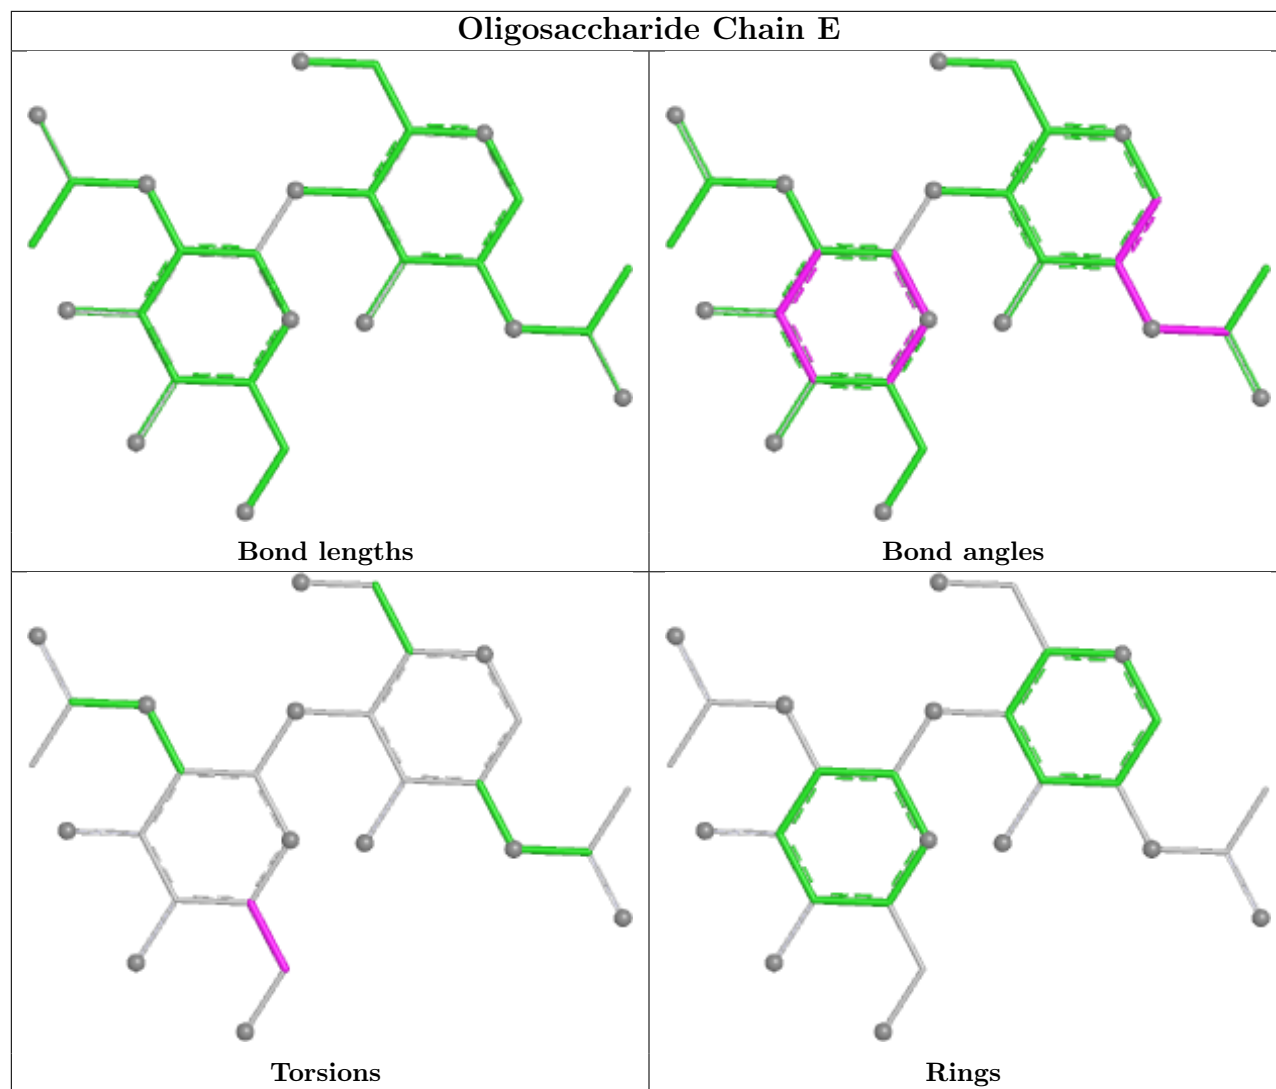 Oligosaccharide Chain E
Bond lengths
Bond angles
Torsions
Rings